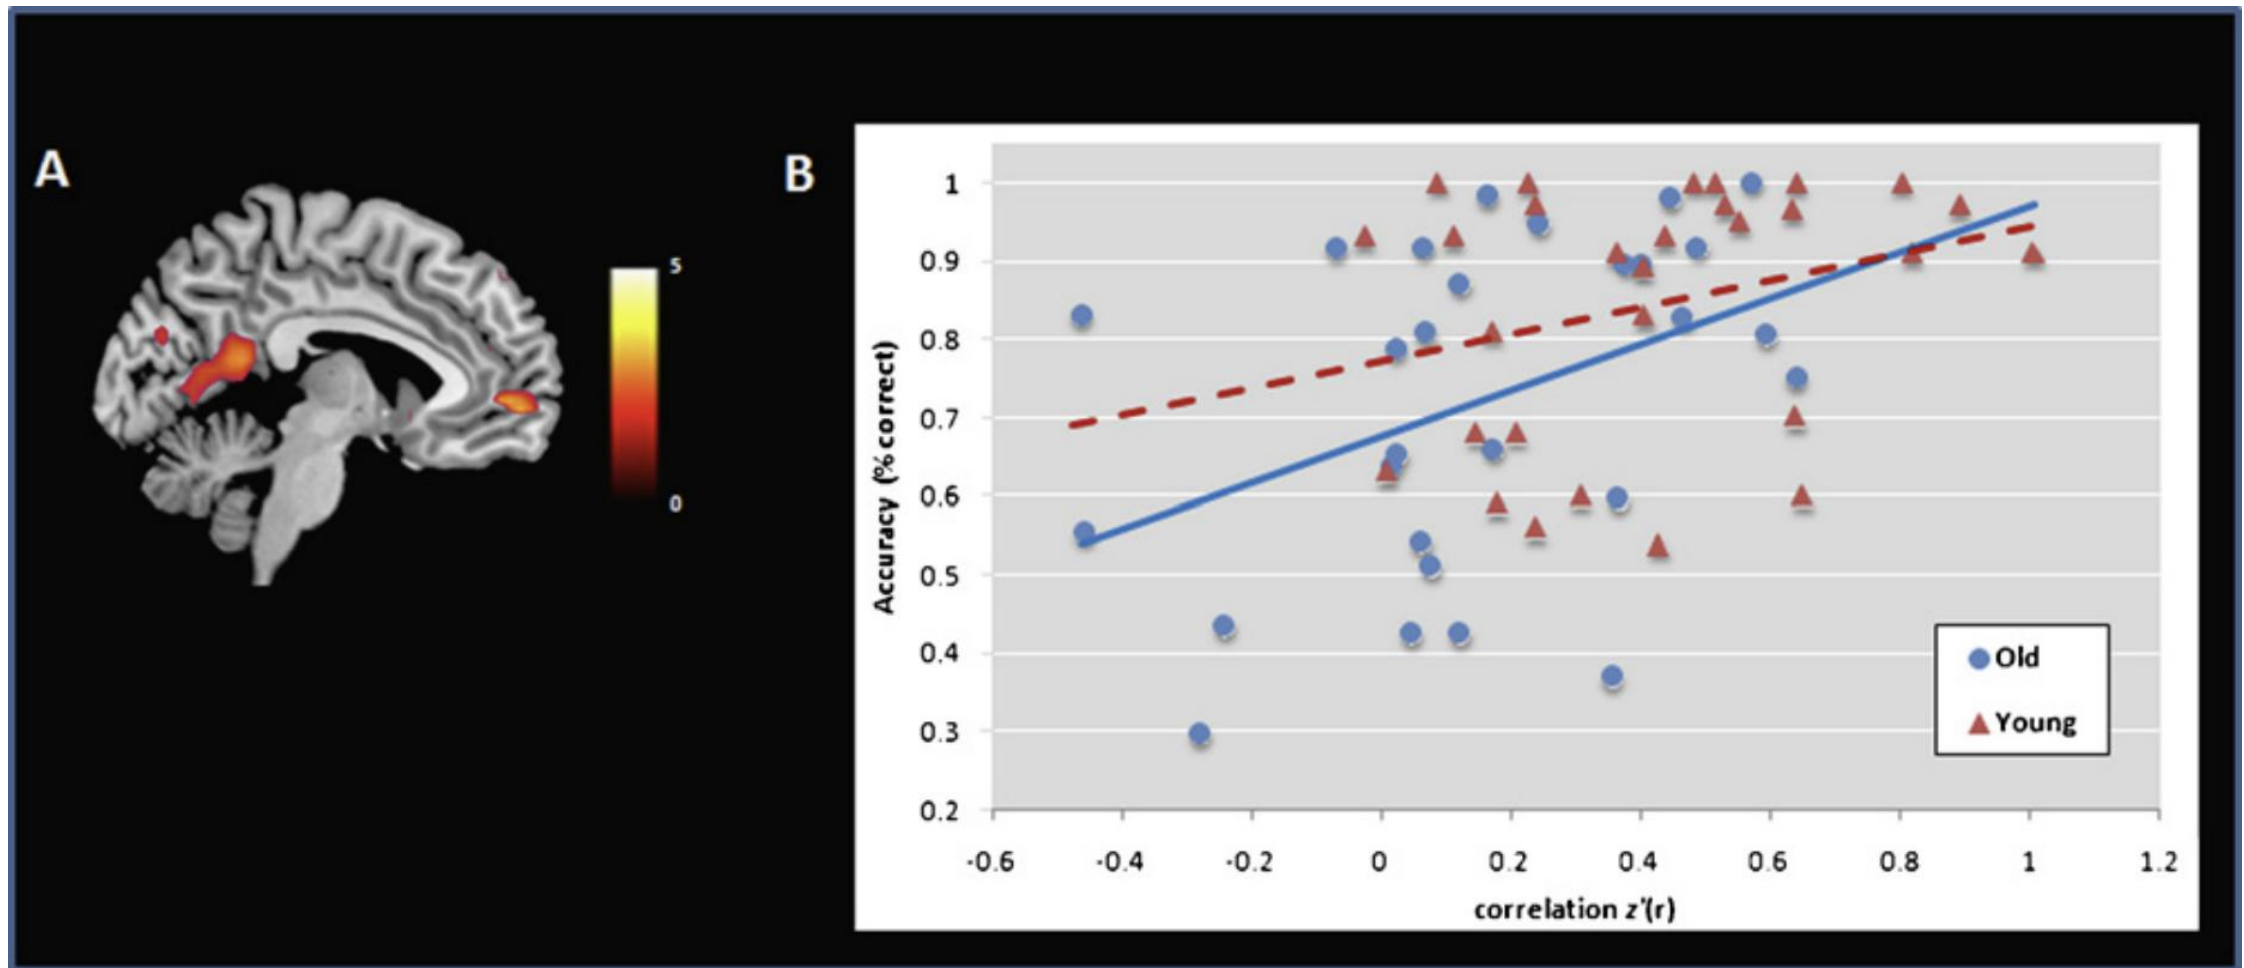 A
5
0
B
1
0.9
0.8
0.7
0.6
0.5
0.4
0.3
0.2
Accuracy (% correct)
-0.6 -0.4 -0.2 0 0.2 0.4 0.6 0.8 1 1.2
correlation z'(r)
Old
Young